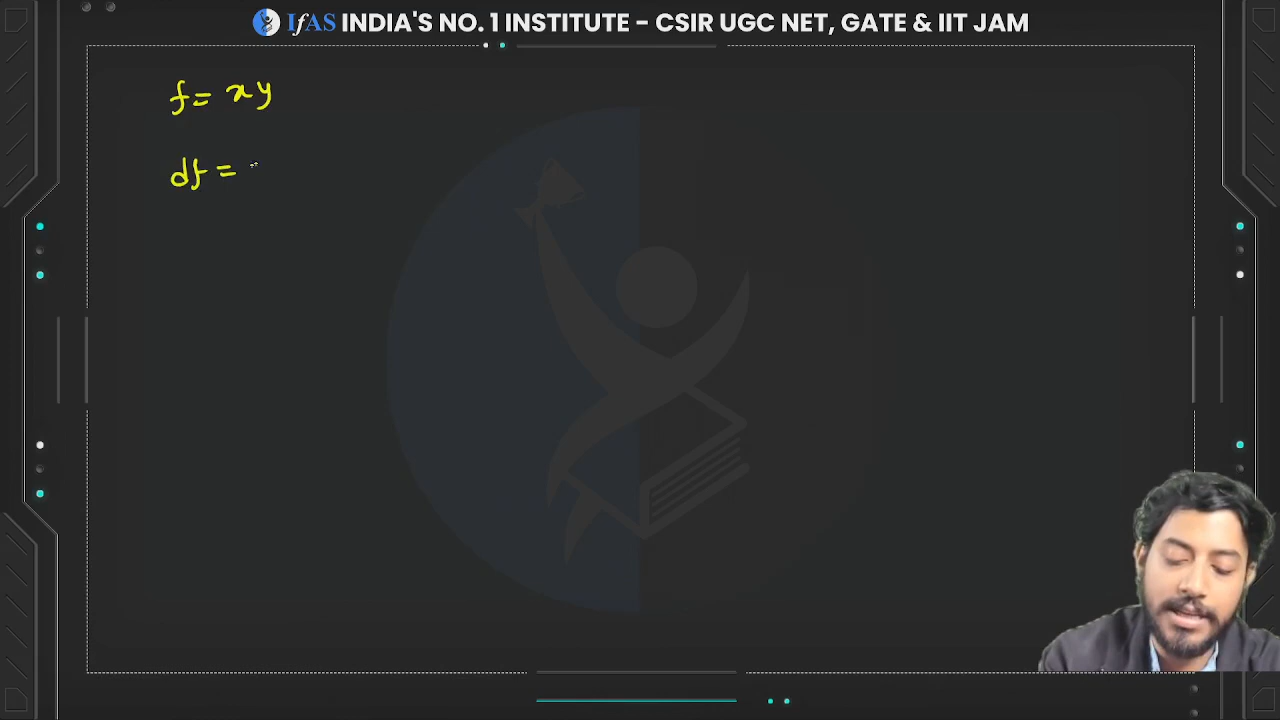 IfAS INDIA'S NO. 1 INSTITUTE - CSIR UGC NET, GATE & IIT JAM
f = xy
df =